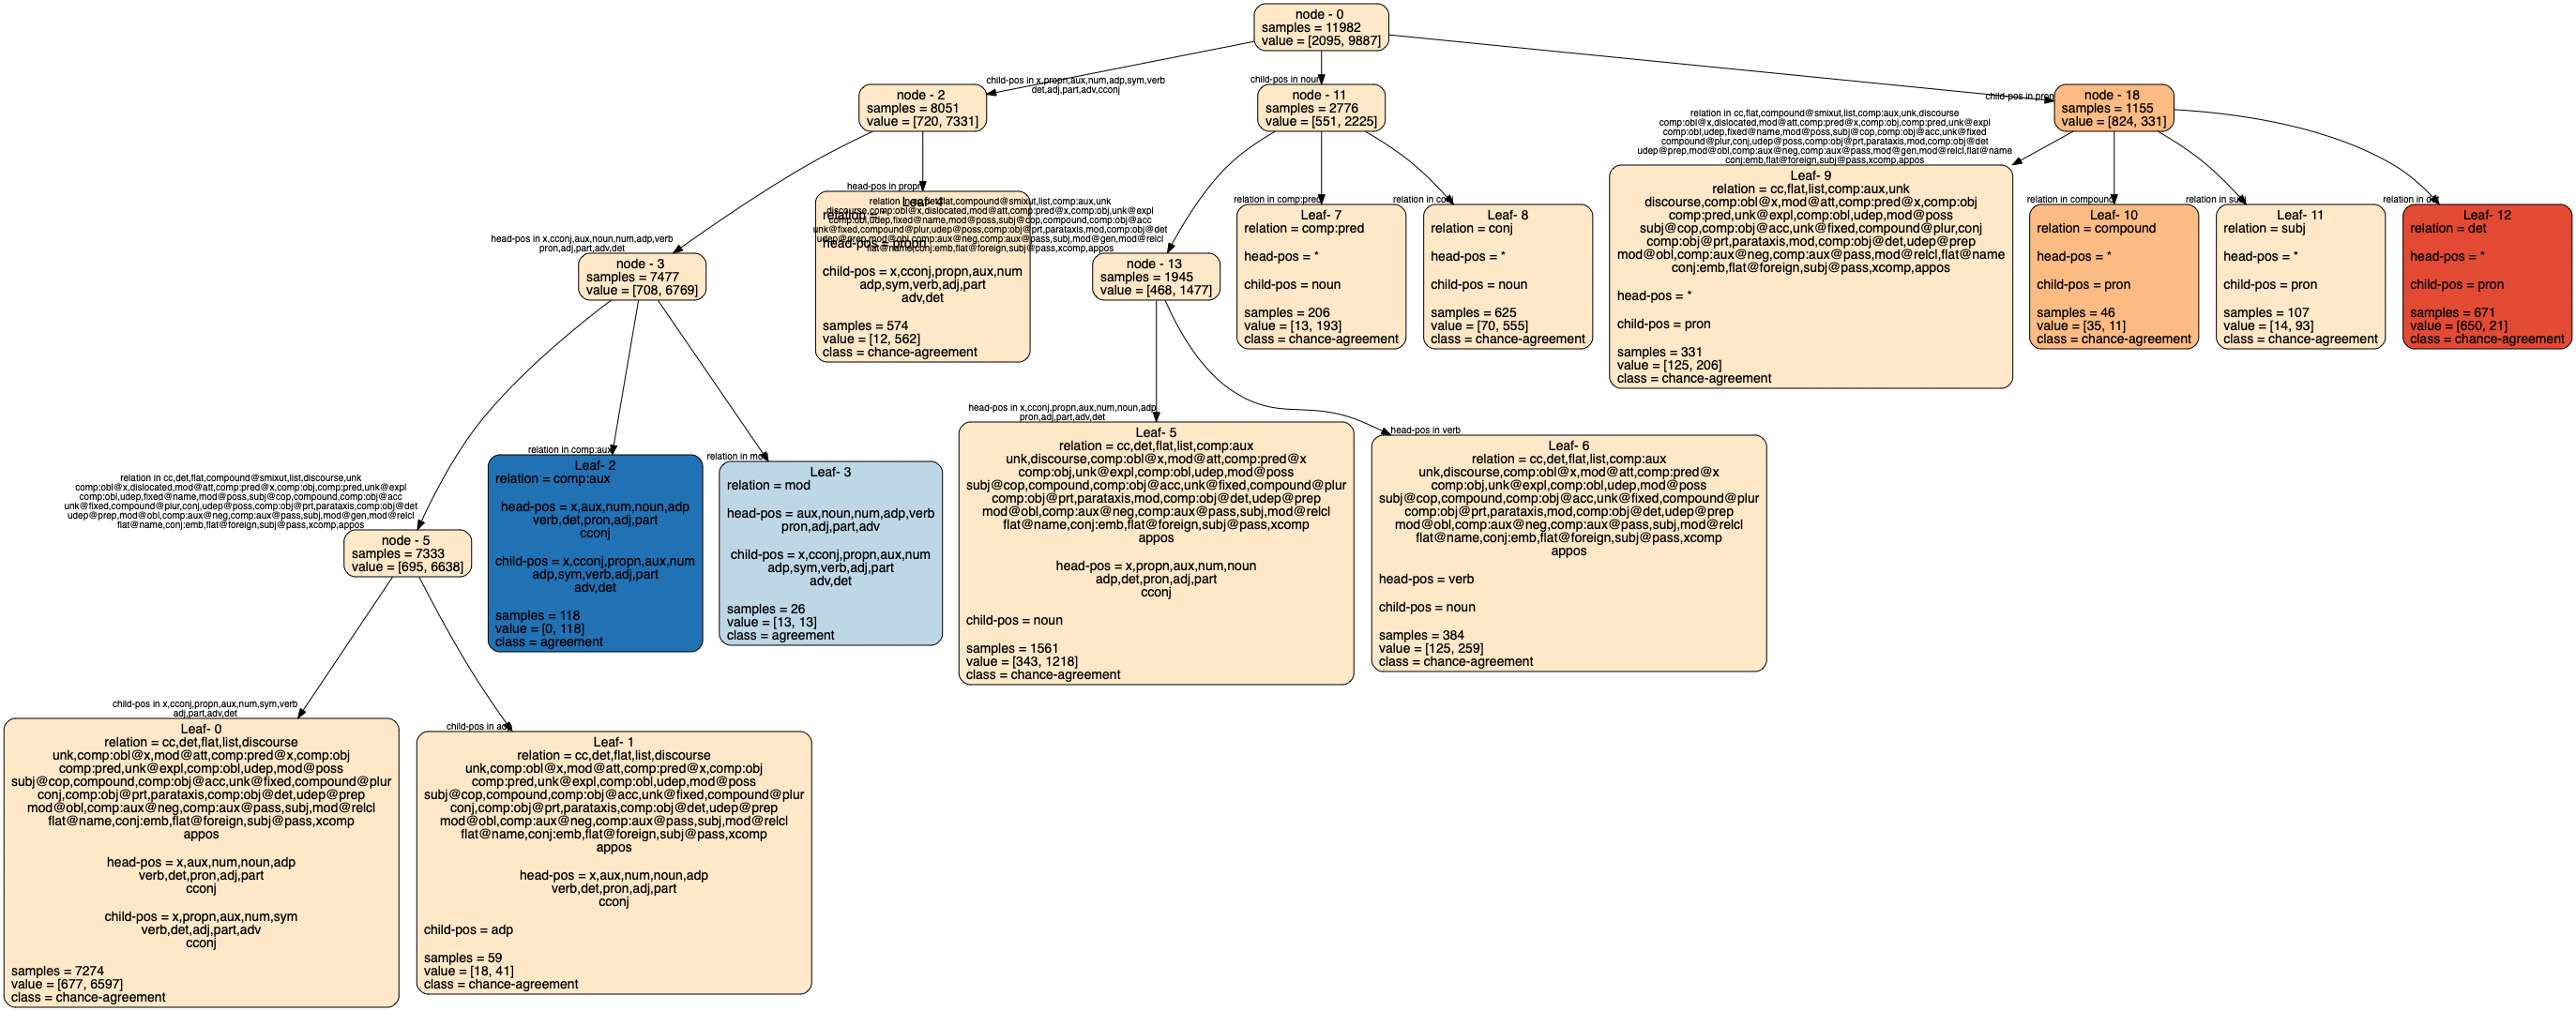 node - 0
samples = 11982
value = [2095, 9887]
child-pos in x,propn,aux,num,adp,sym,verb
det,adj,part,adv,cconj
node - 2
samples = 8051
value = [720, 7331]
child-pos in noun
node - 11
samples = 2776
value = [551, 2225]
child-pos in pron
node - 18
samples = 1155
value = [824, 331]
head-pos in x,cconj,aux,noun,num,adp,verb
pron,adj,part,adv,det
node - 3
samples = 7477
value = [708, 6769]
head-pos in propn
Leaf- 4
head-pos = propn
child-pos = x,cconj,propn,aux,num
adp,sym,verb,adj,part
adv,det
samples = 574
value = [12, 562]
class = chance-agreement
discourse,comp:obl@x,dislocated,mod@att,comp:pred@x,comp:obj,unk@expl
comp:obl,udep,fixed@name,mod@poss,subj@cop,compound,comp:obj@acc
unk@fixed,compound@plur,udep@poss,comp:obj@prt,parataxis,mod,comp:obj@det
udep@prep,mod@obl,comp:aux@neg,comp:aux@pass,subj,mod@gen,mod@relcl
flat@name,conj:emb,flat@foreign,subj@pass,xcomp,appos
node - 13
samples = 1945
value = [468, 1477]
relation in comp:pred
Leaf- 7
relation = comp:pred
head-pos = *
child-pos = noun
samples = 206
value = [13, 193]
class = chance-agreement
relation in conj
Leaf- 8
relation = conj
head-pos = *
child-pos = noun
samples = 625
value = [70, 555]
class = chance-agreement
relation in cc,flat,compound@smixut,list,comp:aux,unk,discourse
comp:obl@x,dislocated,mod@att,comp:pred@x,comp:obj,comp:pred,unk@expl
comp:obl,udep,fixed@name,mod@poss,subj@cop,comp:obj@acc,unk@fixed
compound@plur,conj,udep@poss,comp:obj@prt,parataxis,mod,comp:obj@det
udep@prep,mod@obl,comp:aux@neg,comp:aux@pass,mod@gen,mod@relcl,flat@name
conj:emb,flat@foreign,subj@pass,xcomp,appos
Leaf- 9
relation = cc,flat,list,comp:aux,unk
discourse,comp:obl@x,mod@att,comp:pred@x,comp:obj
comp:pred,unk@expl,comp:obl,udep,mod@poss
subj@cop,comp:obj@acc,unk@fixed,compound@plur,conj
comp:obj@prt,parataxis,mod,comp:obj@det,udep@prep
mod@obl,comp:aux@neg,comp:aux@pass,mod@relcl,flat@name
conj:emb,flat@foreign,subj@pass,xcomp,appos
head-pos = *
child-pos = pron
samples = 331
value = [125, 206]
class = chance-agreement
relation in compound
Leaf- 10
relation = compound
head-pos = *
child-pos = pron
samples = 46
value = [35, 11]
class = chance-agreement
relation in subj
Leaf- 11
relation = subj
head-pos = *
child-pos = pron
samples = 107
value = [14, 93]
class = chance-agreement
relation in det
Leaf- 12
relation = det
head-pos = *
child-pos = pron
samples = 671
value = [650, 21]
class = chance-agreement
relation in cc,det,flat,compound@smixut,list,discourse,unk
comp:obl@x,dislocated,mod@att,comp:pred@x,comp:obj,comp:pred,unk@expl
comp:obl,udep,fixed@name,mod@poss,subj@cop,compound,comp:obj@acc
unk@fixed,compound@plur,conj,udep@poss,comp:obj@prt,parataxis,comp:obj@det
udep@prep,mod@obl,comp:aux@neg,comp:aux@pass,subj,mod@gen,mod@relcl
flat@name,conj:emb,flat@foreign,subj@pass,xcomp,appos
node - 5
samples = 7333
value = [695, 6638]
relation in comp:aux
Leaf- 2
relation = comp:aux
head-pos = x,aux,num,noun,adp
verb,det,pron,adj,part
cconj
child-pos = x,cconj,propn,aux,num
adp,sym,verb,adj,part
adv,det
samples = 118
value = [0, 118]
class = agreement
relation in mod
Leaf- 3
relation = mod
head-pos = aux,noun,num,adp,verb
pron,adj,part,adv
child-pos = x,cconj,propn,aux,num
adp,sym,verb,adj,part
adv,det
samples = 26
value = [13, 13]
class = agreement
head-pos in x,cconj,propn,aux,num,noun,adp
pron,adj,part,adv,det
Leaf- 5
relation = cc,det,flat,list,comp:aux
unk,discourse,comp:obl@x,mod@att,comp:pred@x
comp:obj,unk@expl,comp:obl,udep,mod@poss
subj@cop,compound,comp:obj@acc,unk@fixed,compound@plur
comp:obj@prt,parataxis,mod,comp:obj@det,udep@prep
mod@obl,comp:aux@neg,comp:aux@pass,subj,mod@relcl
flat@name,conj:emb,flat@foreign,subj@pass,xcomp
appos
head-pos = x,propn,aux,num,noun
adp,det,pron,adj,part
cconj
child-pos = noun
samples = 1561
value = [343, 1218]
class = chance-agreement
head-pos in verb
Leaf- 6
relation = cc,det,flat,list,comp:aux
unk,discourse,comp:obl@x,mod@att,comp:pred@x
comp:obj,unk@expl,comp:obl,udep,mod@poss
subj@cop,compound,comp:obj@acc,unk@fixed,compound@plur
comp:obj@prt,parataxis,mod,comp:obj@det,udep@prep
mod@obl,comp:aux@neg,comp:aux@pass,subj,mod@relcl
flat@name,conj:emb,flat@foreign,subj@pass,xcomp
appos
head-pos = verb
child-pos = noun
samples = 384
value = [125, 259]
class = chance-agreement
child-pos in x,cconj,propn,aux,num,sym,verb
adj,part,adv,det
Leaf- 0
relation = cc,det,flat,list,discourse
unk,comp:obl@x,mod@att,comp:pred@x,comp:obj
comp:pred,unk@expl,comp:obl,udep,mod@poss
subj@cop,compound,comp:obj@acc,unk@fixed,compound@plur
conj,comp:obj@prt,parataxis,comp:obj@det,udep@prep
mod@obl,comp:aux@neg,comp:aux@pass,subj,mod@relcl
flat@name,conj:emb,flat@foreign,subj@pass,xcomp
appos
head-pos = x,aux,num,noun,adp
verb,det,pron,adj,part
cconj
child-pos = x,propn,aux,num,sym
verb,det,adj,part,adv
cconj
samples = 7274
value = [677, 6597]
class = chance-agreement
child-pos in adp
Leaf- 1
relation = cc,det,flat,list,discourse
unk,comp:obl@x,mod@att,comp:pred@x,comp:obj
comp:pred,unk@expl,comp:obl,udep,mod@poss
subj@cop,compound,comp:obj@acc,unk@fixed,compound@plur
conj,comp:obj@prt,parataxis,comp:obj@det,udep@prep
mod@obl,comp:aux@neg,comp:aux@pass,subj,mod@relcl
flat@name,conj:emb,flat@foreign,subj@pass,xcomp
appos
head-pos = x,aux,num,noun,adp
verb,det,pron,adj,part
cconj
child-pos = adp
samples = 59
value = [18, 41]
class = chance-agreement